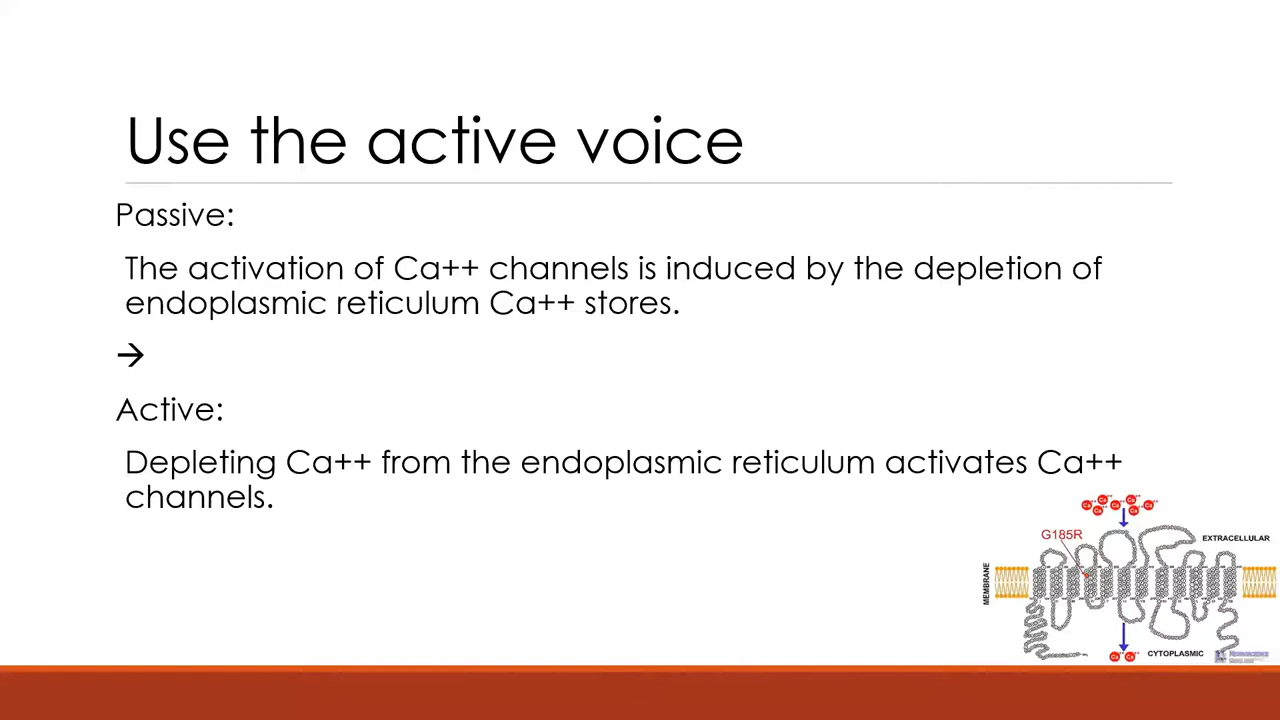 Use the active voice
Passive:
The activation of Ca++ channels is induced by the depletion of
endoplasmic reticulum Ca++ stores.
→
Active:
Depleting Ca++ from the endoplasmic reticulum activates Ca++
channels.
G185R
EXTRACELLULAR
MEMBRANE
CYTOPLASMIC